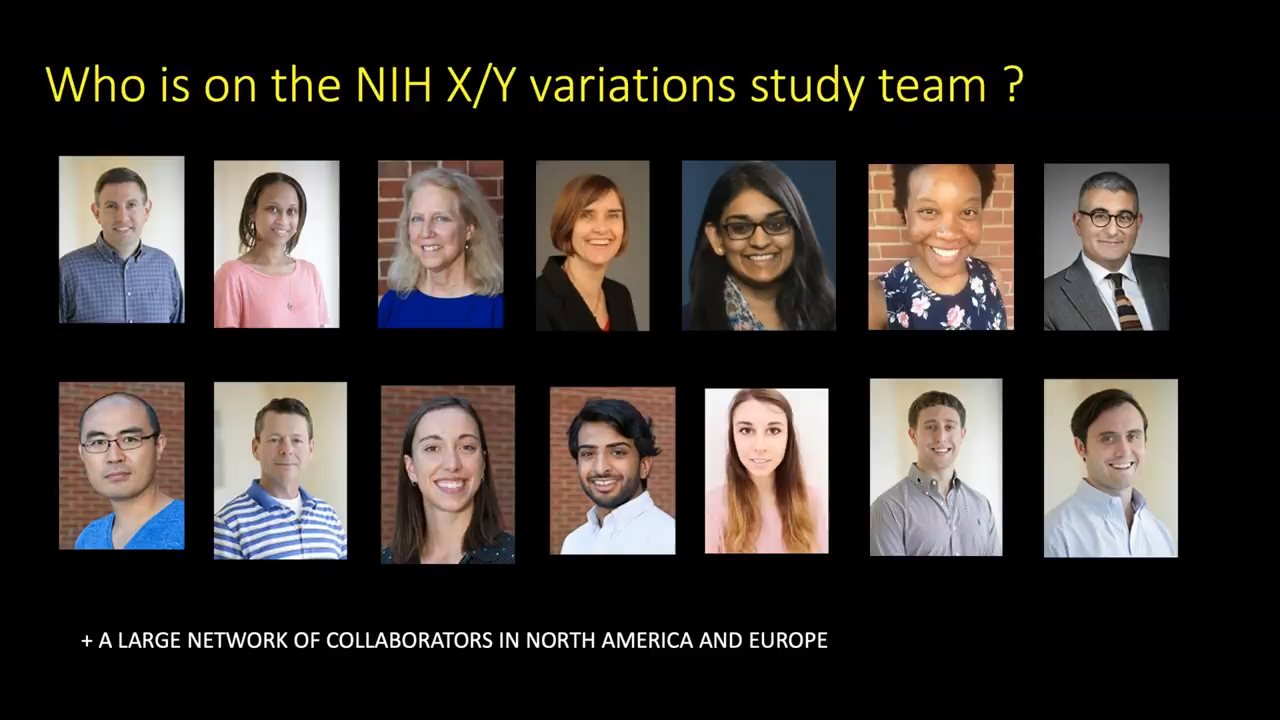 Who is on the NIH X/Y variations study team ?
+ A LARGE NETWORK OF COLLABORATORS IN NORTH AMERICA AND EUROPE